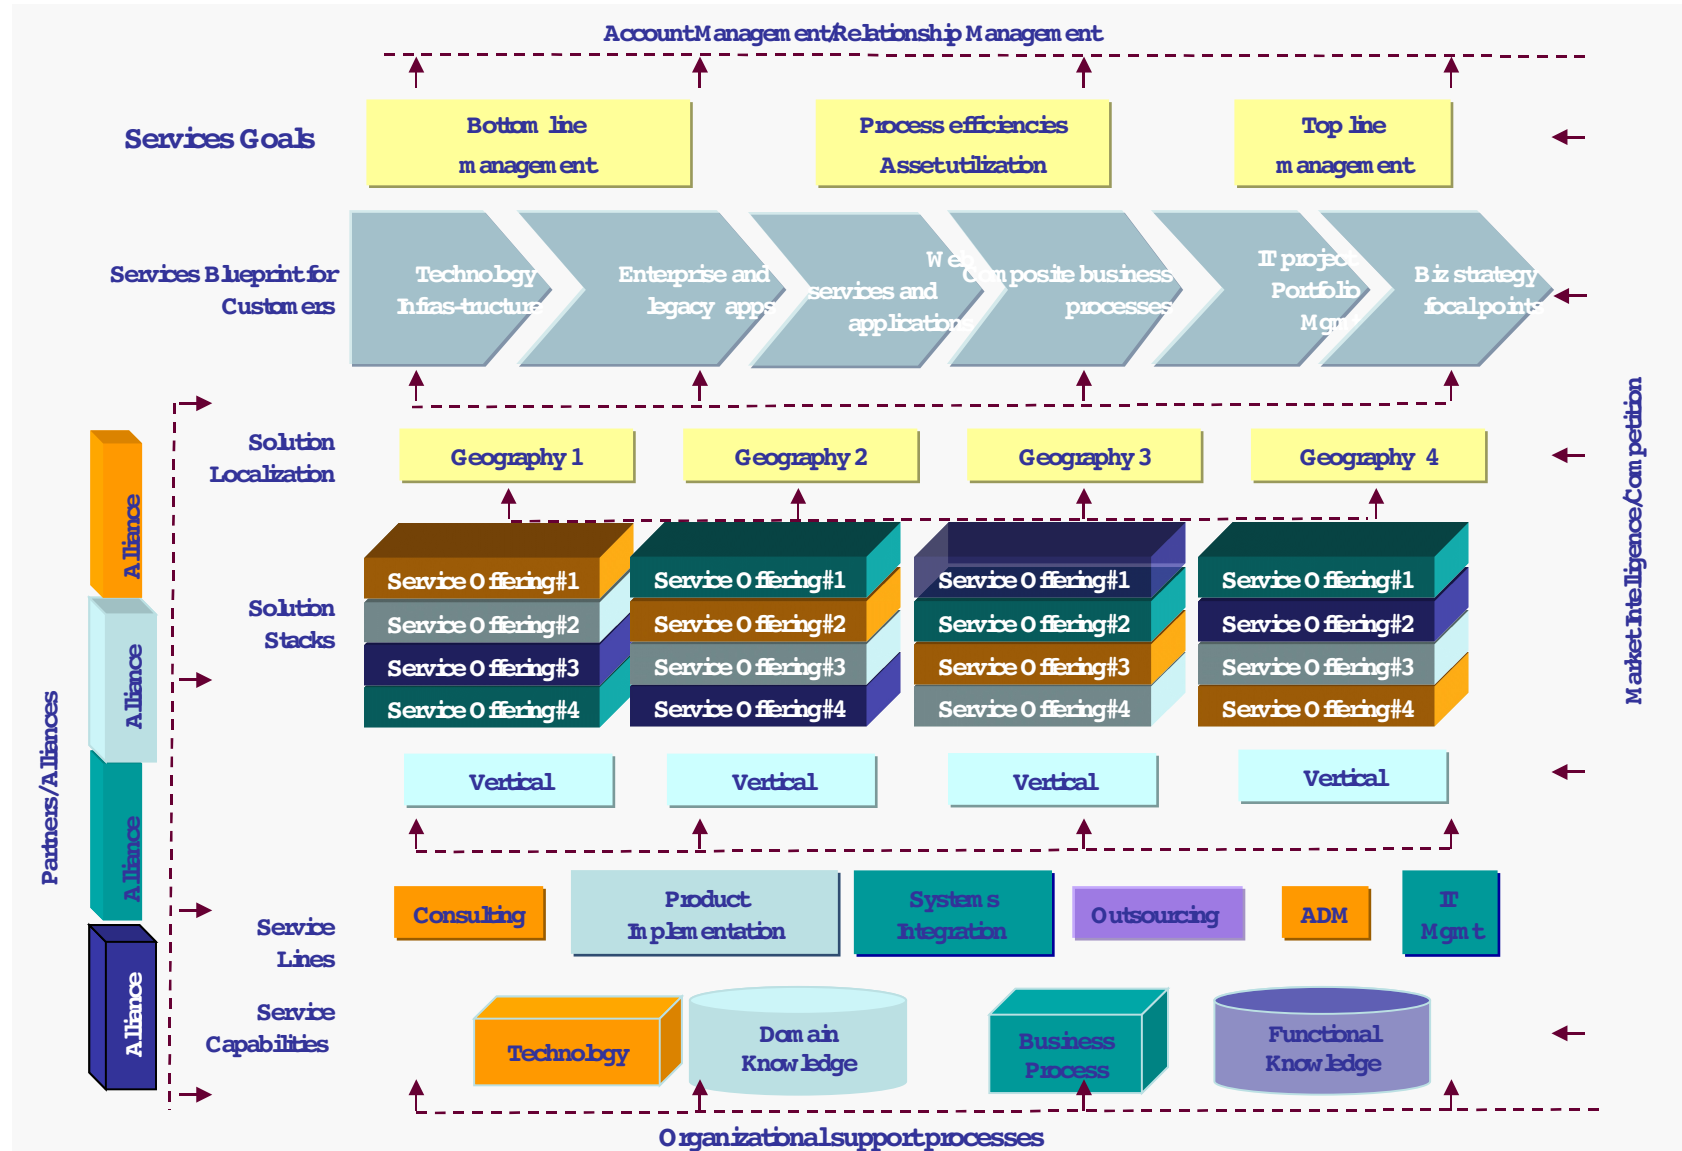 Account Management/Relationship Management
Services Goals
Bottom line
management
Process efficiencies
Asset utilization
Top line
management
Services Blueprint for
Customers
Technology
Infras-tructure
Enterprise and
legacy apps
Web
services and
applications
Composite business
processes
IT project
Portfolio
Mgmt
Biz strategy
focal points
Solution
Localization
Geography 1
Geography 2
Geography 3
Geography 4
Solution
Stacks
Service Offering #1
Service Offering #2
Service Offering #3
Service Offering #4
Service Offering #1
Service Offering #2
Service Offering #3
Service Offering #4
Service Offering #1
Service Offering #2
Service Offering #3
Service Offering #4
Service Offering #1
Service Offering #2
Service Offering #3
Service Offering #4
Vertical
Vertical
Vertical
Vertical
Service
Lines
Consulting
Product
Implementation
Systems
Integration
Outsourcing
ADM
IT
Mgmt
Service
Capabilities
Technology
Domain
Knowledge
Business
Process
Functional
Knowledge
Organizational support processes
Partners/Alliances
Alliance
Alliance
Alliance
Alliance
Market Intelligence/Competition